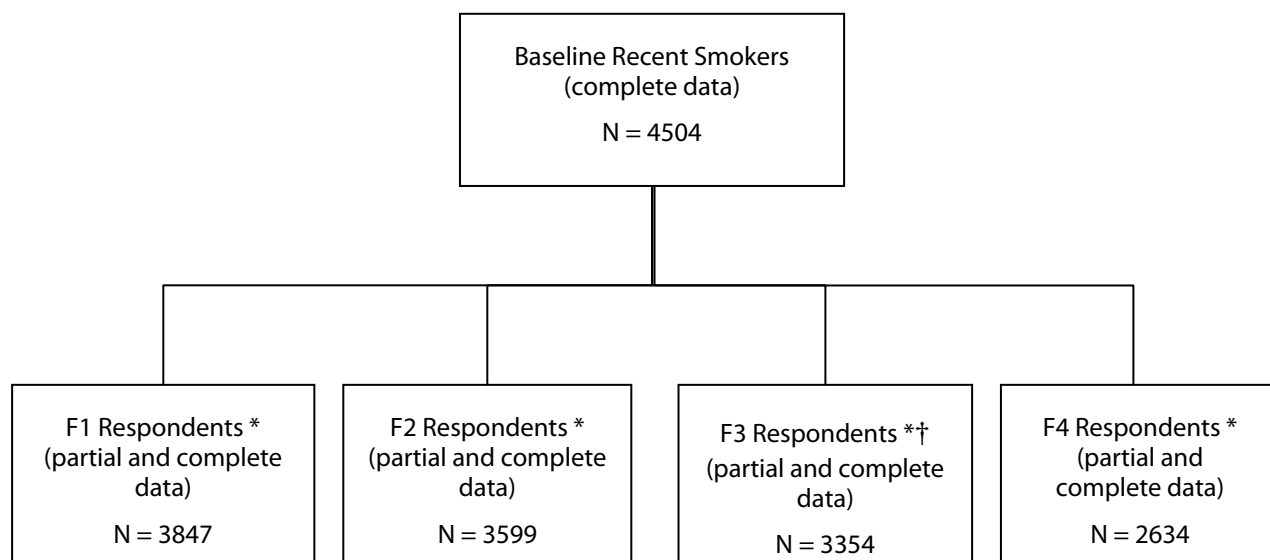 Baseline Recent Smokers
(complete data)
N = 4504
F1 Respondents *
(partial and complete
data)
N = 3847
F2 Respondents *
(partial and complete
data)
N = 3599
F3 Respondents *†
(partial and complete
data)
N = 3354
F4 Respondents *
(partial and
complete data)
N = 2634